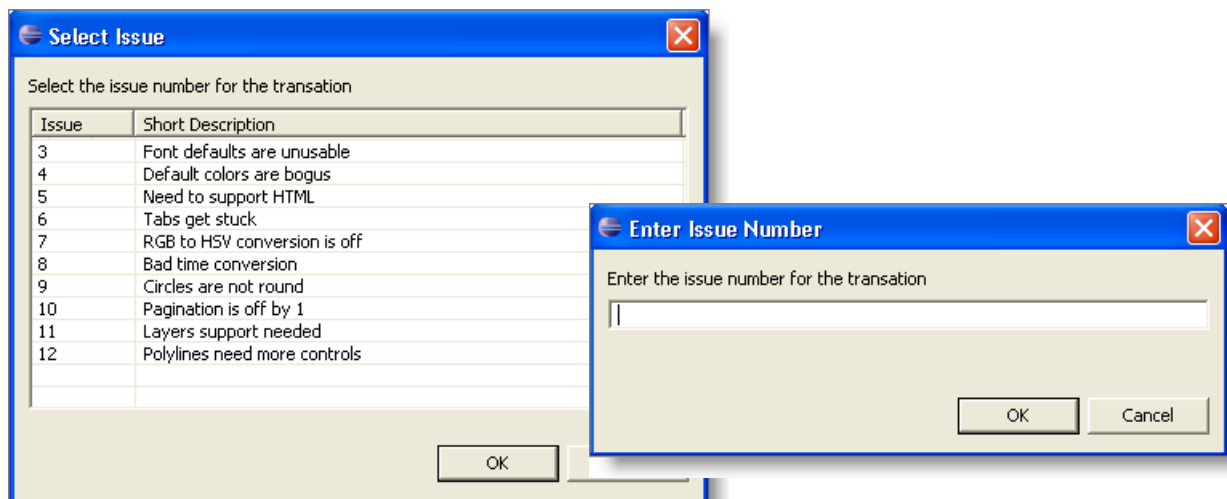 Select Issue
Select the issue number for the transation
Issue Short Description
3 Font defaults are unusable
4 Default colors are bogus
5 Need to support HTML
6 Tabs get stuck
7 RGB to HSV conversion is off
8 Bad time conversion
9 Circles are not round
10 Pagination is off by 1
11 Layers support needed
12 Polylines need more controls
OK
Enter Issue Number
Enter the issue number for the transation
OK Cancel